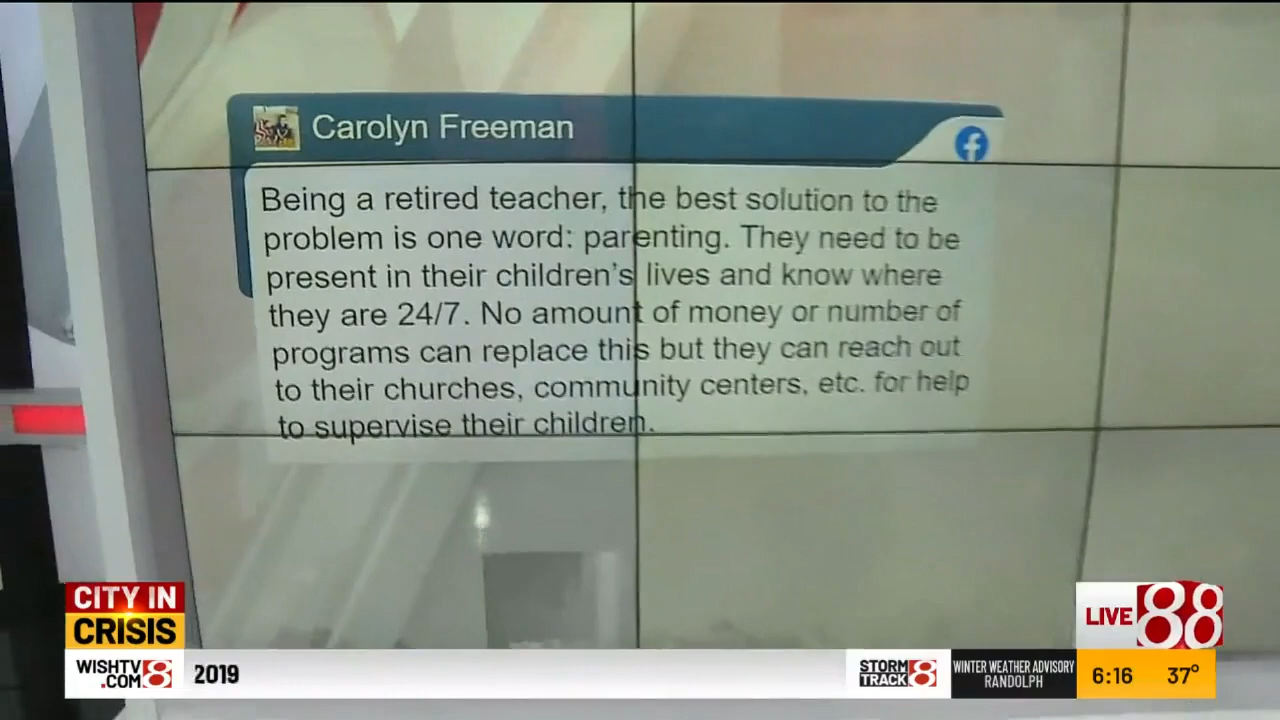 Carolyn Freeman
Being a retired teacher, the best solution to the
problem is one word: parenting. They need to be
present in their children's lives and know where
they are 24/7. No amount of money or number of
programs can replace this but they can reach out
to their churches, community centers, etc. for help
to supervise their children.
CITY IN
CRISIS
LIVE 88
WISHTV
.COM 8
2019
STORM
TRACK 8
WINTER WEATHER ADVISORY
RANDOLPH
6:16 37°